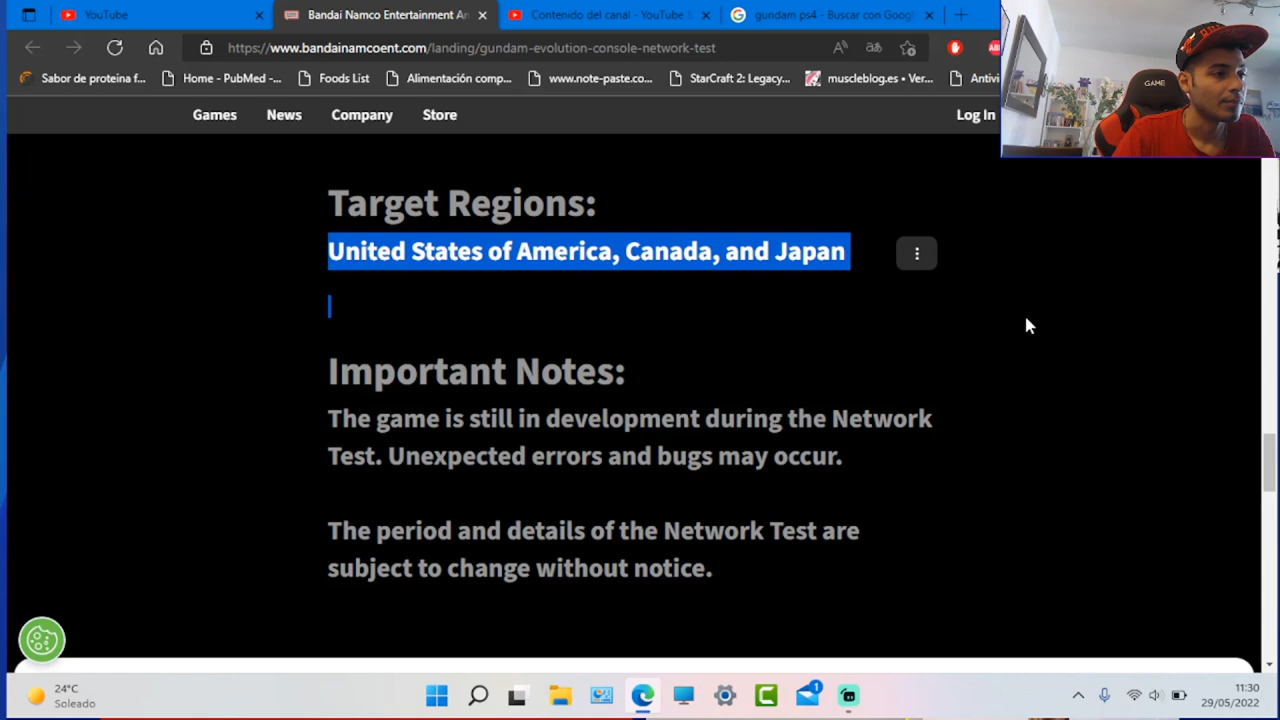 YouTube
Bandai Namco Entertainment An
Contenido del canal - YouTube S
gundam ps4 - Buscar con Googl
https://www.bandainamcoent.com/landing/gundam-evolution-console-network-test
Sabor de proteina f...
Home - PubMed -...
Foods List
Alimentación comp...
www.note-paste.co...
StarCraft 2: Legacy...
muscleblog.es • Ver...
Antivi
GAME
Games
News
Company
Store
Log In
Target Regions:
United States of America, Canada, and Japan
Important Notes:
The game is still in development during the Network
Test. Unexpected errors and bugs may occur.
The period and details of the Network Test are
subject to change without notice.
24°C
Soleado
1
11:30
29/05/2022